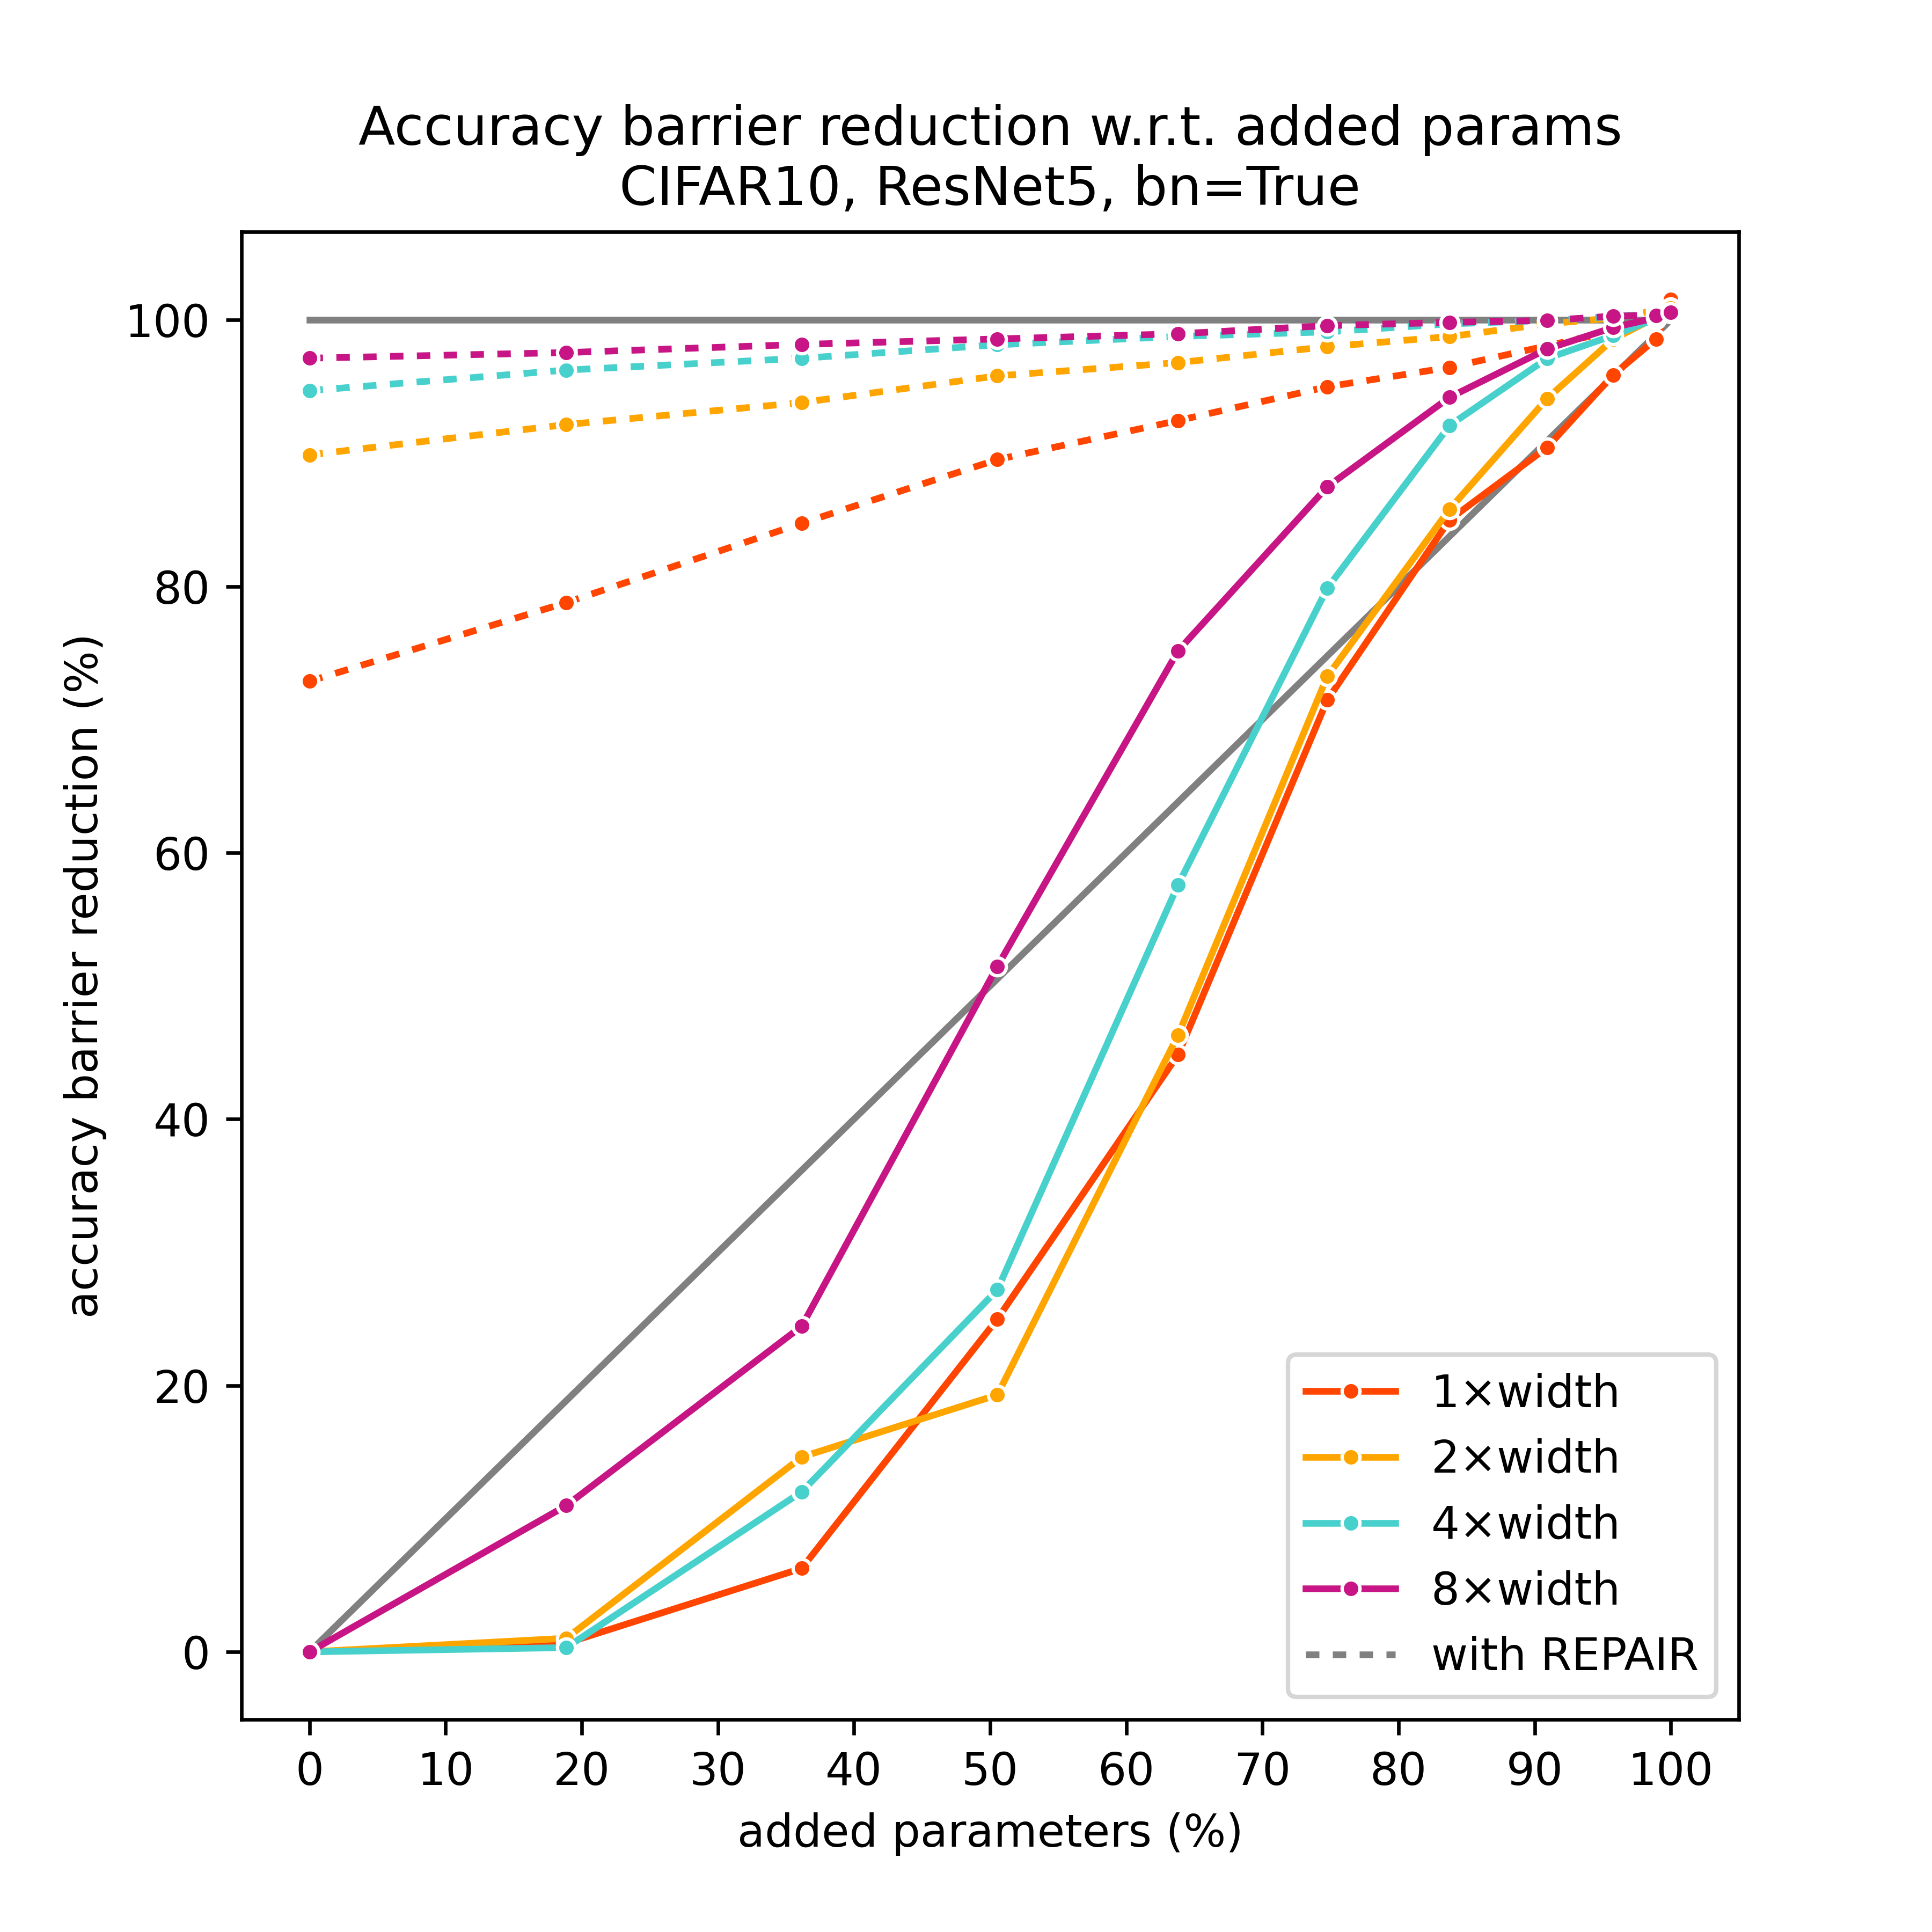 Accuracy barrier reduction w.r.t. added params
CIFAR10, ResNet5, bn=True
accuracy barrier reduction (%)
100
80
60
40
20
0
0 10 20 30 40 50 60 70 80 90 100
added parameters (%)
1×width
2×width
4×width
8×width
with REPAIR